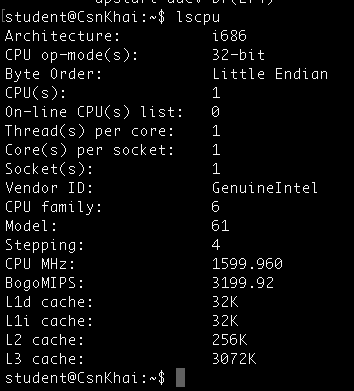 student@CsnKhai:~$ lscpu
Architecture: i686
CPU op-mode(s): 32-bit
Byte Order: Little Endian
CPU(s): 1
On-line CPU(s) list: 0
Thread(s) per core: 1
Core(s) per socket: 1
Socket(s): 1
Vendor ID: GenuineIntel
CPU family: 6
Model: 61
Stepping: 4
CPU MHz: 1599.960
BogoMIPS: 3199.92
L1d cache: 32K
L1i cache: 32K
L2 cache: 256K
L3 cache: 3072K
student@CsnKhai:~$